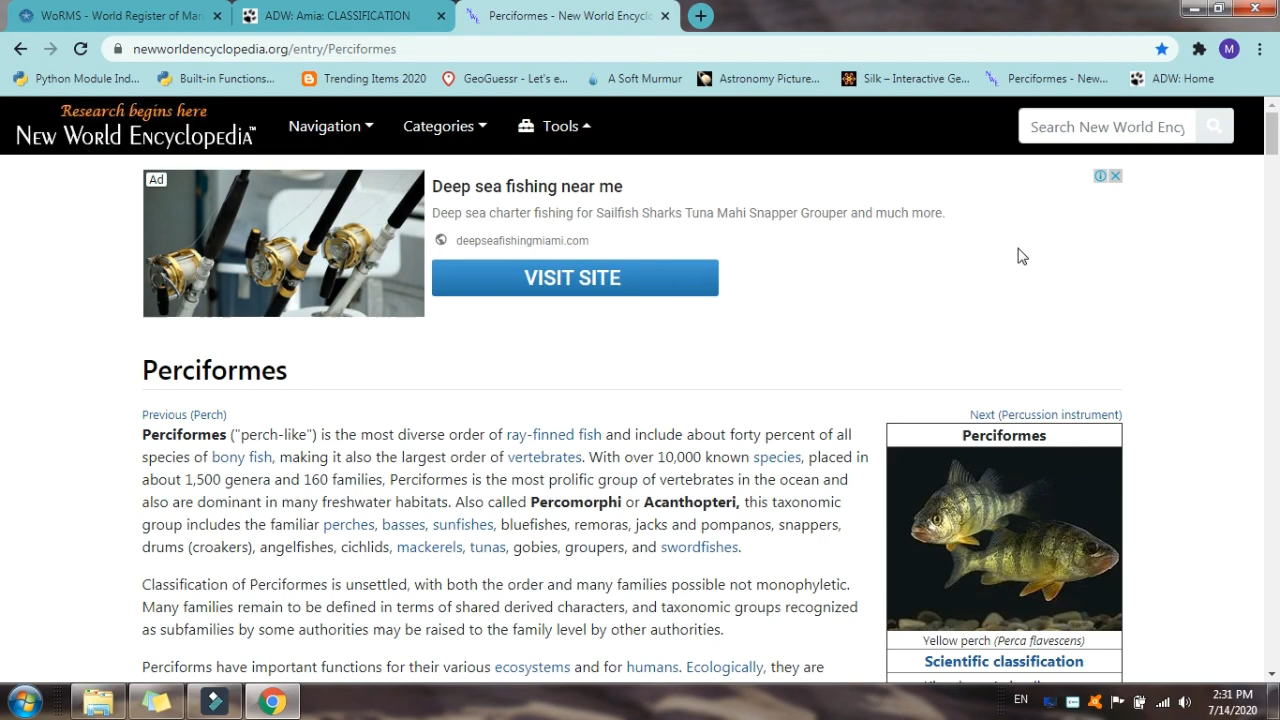 WoRMS - World Register of Mar
ADW: Amia: CLASSIFICATION
Perciformes - New World Encyclo
newworldencyclopedia.org/entry/Perciformes
M
Python Module Ind...
Built-in Functions...
Trending Items 2020
GeoGuessr - Let's e...
A Soft Murmur
Astronomy Picture...
Silk – Interactive Ge...
Perciformes - New...
ADW: Home
Research begins here
NEW WORLD ENCYCLOPEDIA™
Navigation
Categories
Tools
Search New World Ency
Ad
Deep sea fishing near me
Deep sea charter fishing for Sailfish Sharks Tuna Mahi Snapper Grouper and much more.
deepseafishingmiami.com
VISIT SITE
Perciformes
Previous (Perch)
Next (Percussion instrument)
Perciformes ("perch-like") is the most diverse order of ray-finned fish and include about forty percent of all
species of bony fish, making it also the largest order of vertebrates. With over 10,000 known species, placed in
about 1,500 genera and 160 families, Perciformes is the most prolific group of vertebrates in the ocean and
also are dominant in many freshwater habitats. Also called Percomorphi or Acanthopteri, this taxonomic
group includes the familiar perches, basses, sunfishes, bluefishes, remoras, jacks and pompanos, snappers,
drums (croakers), angelfishes, cichlids, mackerels, tunas, gobies, groupers, and swordfishes.
Classification of Perciformes is unsettled, with both the order and many families possible not monophyletic.
Many families remain to be defined in terms of shared derived characters, and taxonomic groups recognized
as subfamilies by some authorities may be raised to the family level by other authorities.
Perciforms have important functions for their various ecosystems and for humans. Ecologically, they are
Perciformes
Yellow perch (Perca flavescens)
Scientific classification
EN
2:31 PM
7/14/2020